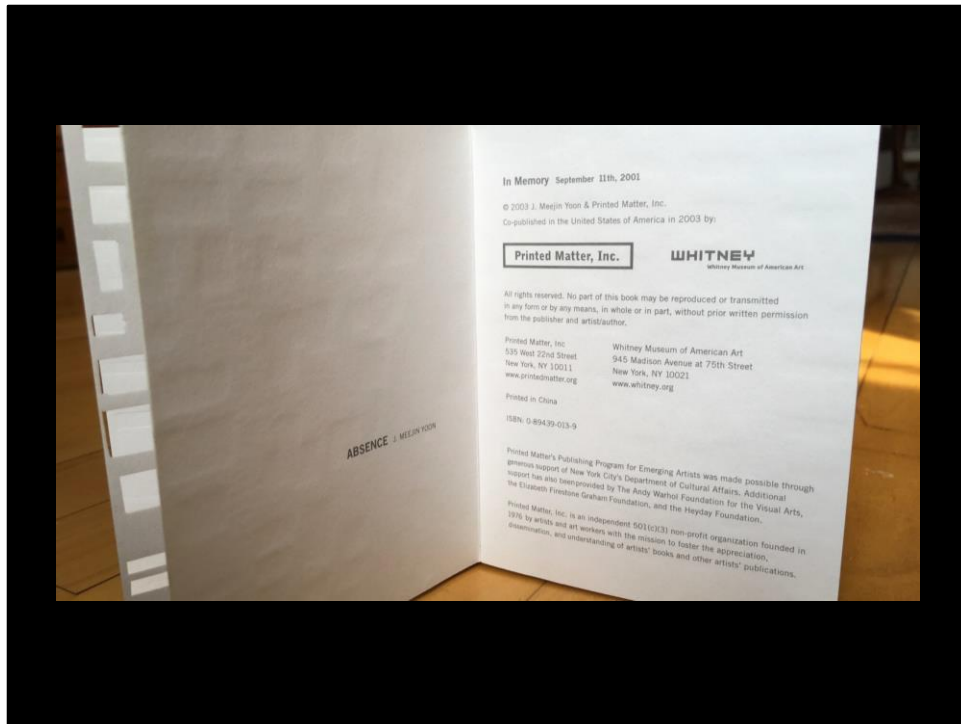 ABSENCE J. MEEJIN YOON
In Memory September 11th, 2001
© 2003 J. Meejin Yoon & Printed Matter, Inc.
Co-published in the United States of America in 2003 by:
Printed Matter, Inc.
WHITNEY
Whitney Museum of American Art
All rights reserved. No part of this book may be reproduced or transmitted
in any form or by any means, in whole or in part, without prior written permission
from the publisher and artist/author.
Printed Matter, Inc
535 West 22nd Street
New York, NY 10011
www.printedmatter.org
Whitney Museum of American Art
945 Madison Avenue at 75th Street
New York, NY 10021
www.whitney.org
Printed in China
ISBN: 0-89439-013-9
Printed Matter's Publishing Program for Emerging Artists was made possible through
generous support of New York City's Department of Cultural Affairs. Additional
support has also been provided by The Andy Warhol Foundation for the Visual Arts,
the Elizabeth Firestone Graham Foundation, and the Heyday Foundation.
Printed Matter, Inc. is an independent 501(c)(3) non-profit organization founded in
1976 by artists and art workers with the mission to foster the appreciation,
dissemination, and understanding of artists' books and other artists' publications.